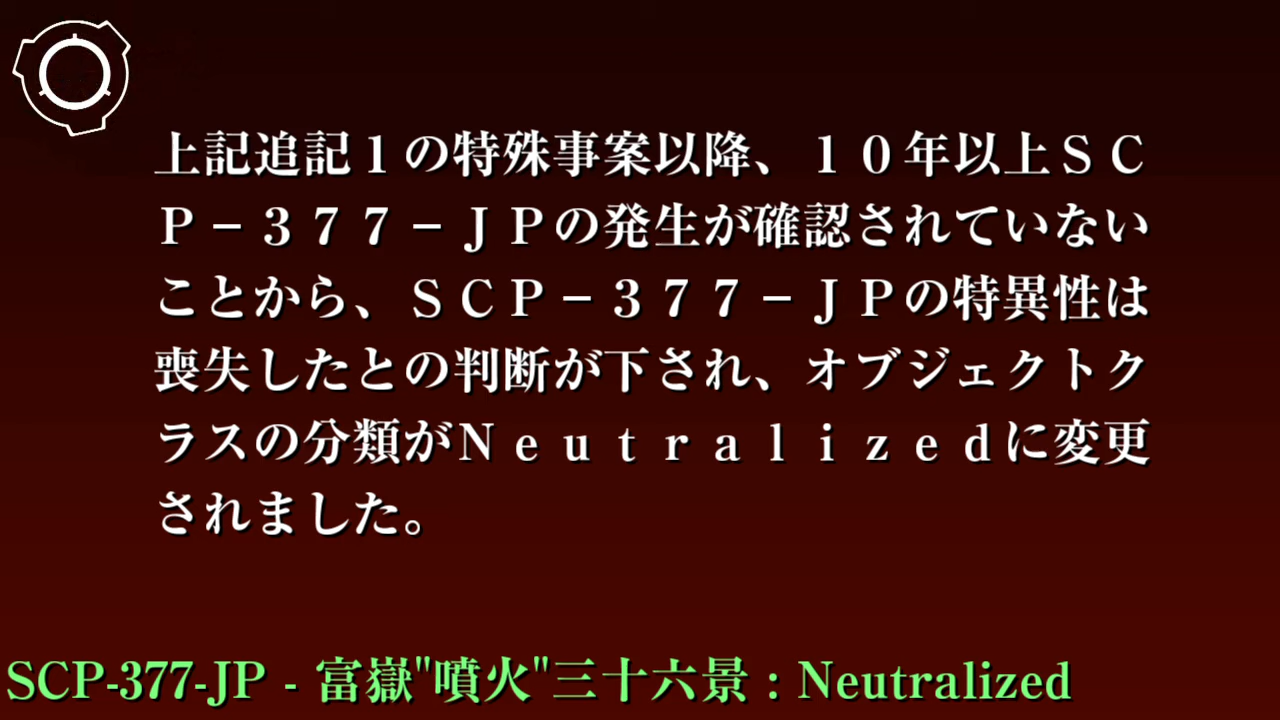 上記追記１の特殊事案以降、１０年以上ＳＣ
Ｐ－３７７－ＪＰの発生が確認されていない
ことから、ＳＣＰ－３７７－ＪＰの特異性は
喪失したとの判断が下され、オブジェクトク
ラスの分類がＮｅｕｔｒａｌｉｚｅｄに変更
されました。
SCP-377-JP - 富嶽"噴火"三十六景：Neutralized